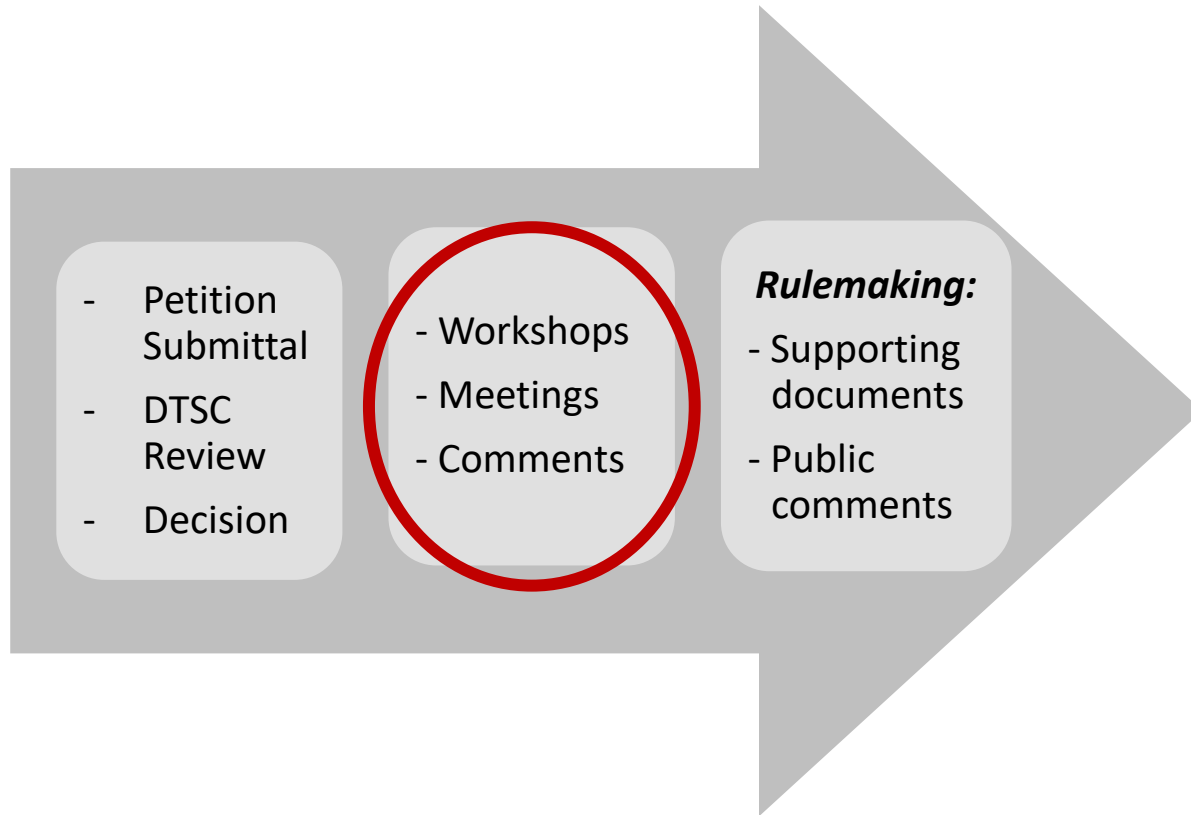 - Petition
Submittal
- DTSC
Review
- Decision
- Workshops
- Meetings
- Comments
Rulemaking:
- Supporting
documents
- Public
comments